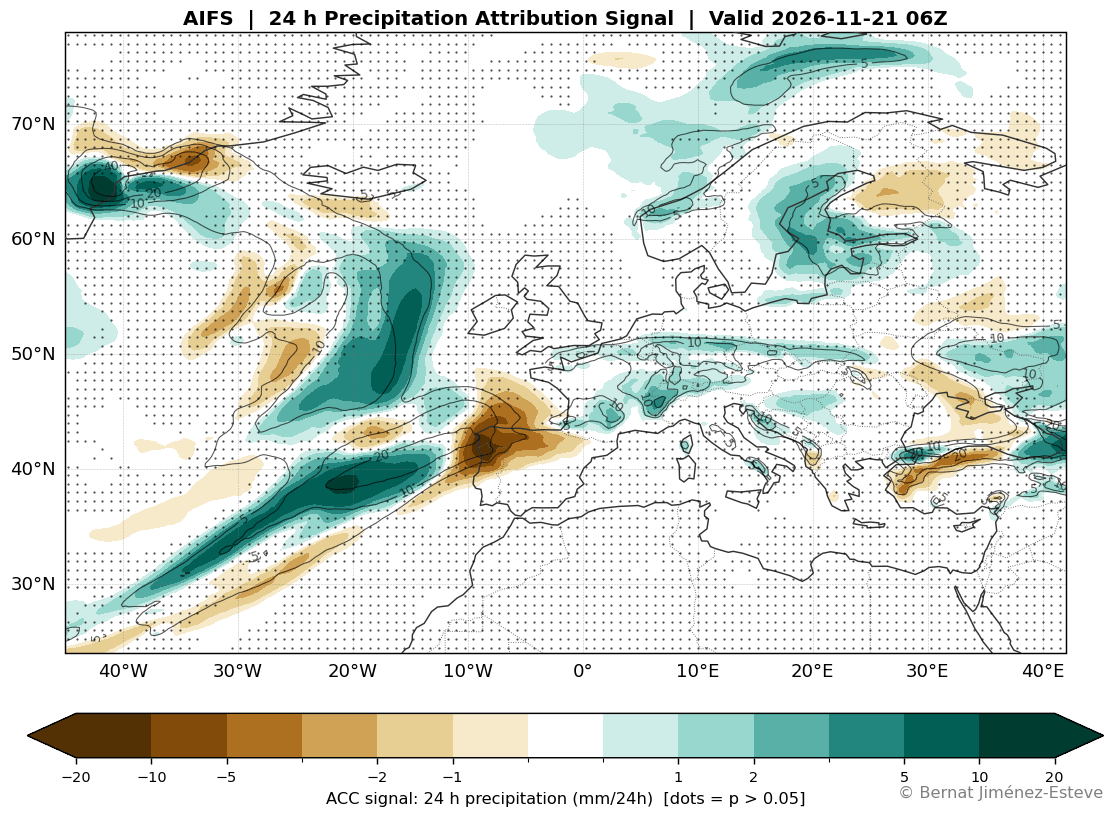 AIFS | 24 h Precipitation Attribution Signal | Valid 2026-11-21 06Z
70°N
60°N
50°N
40°N
30°N
40°W
30°W
20°W
10°W
0°
10°E
20°E
30°E
40°E
−20
−10
−5
−2
−1
1
2
5
10
20
ACC signal: 24 h precipitation (mm/24h) [dots = p > 0.05]
© Bernat Jiménez-Esteve